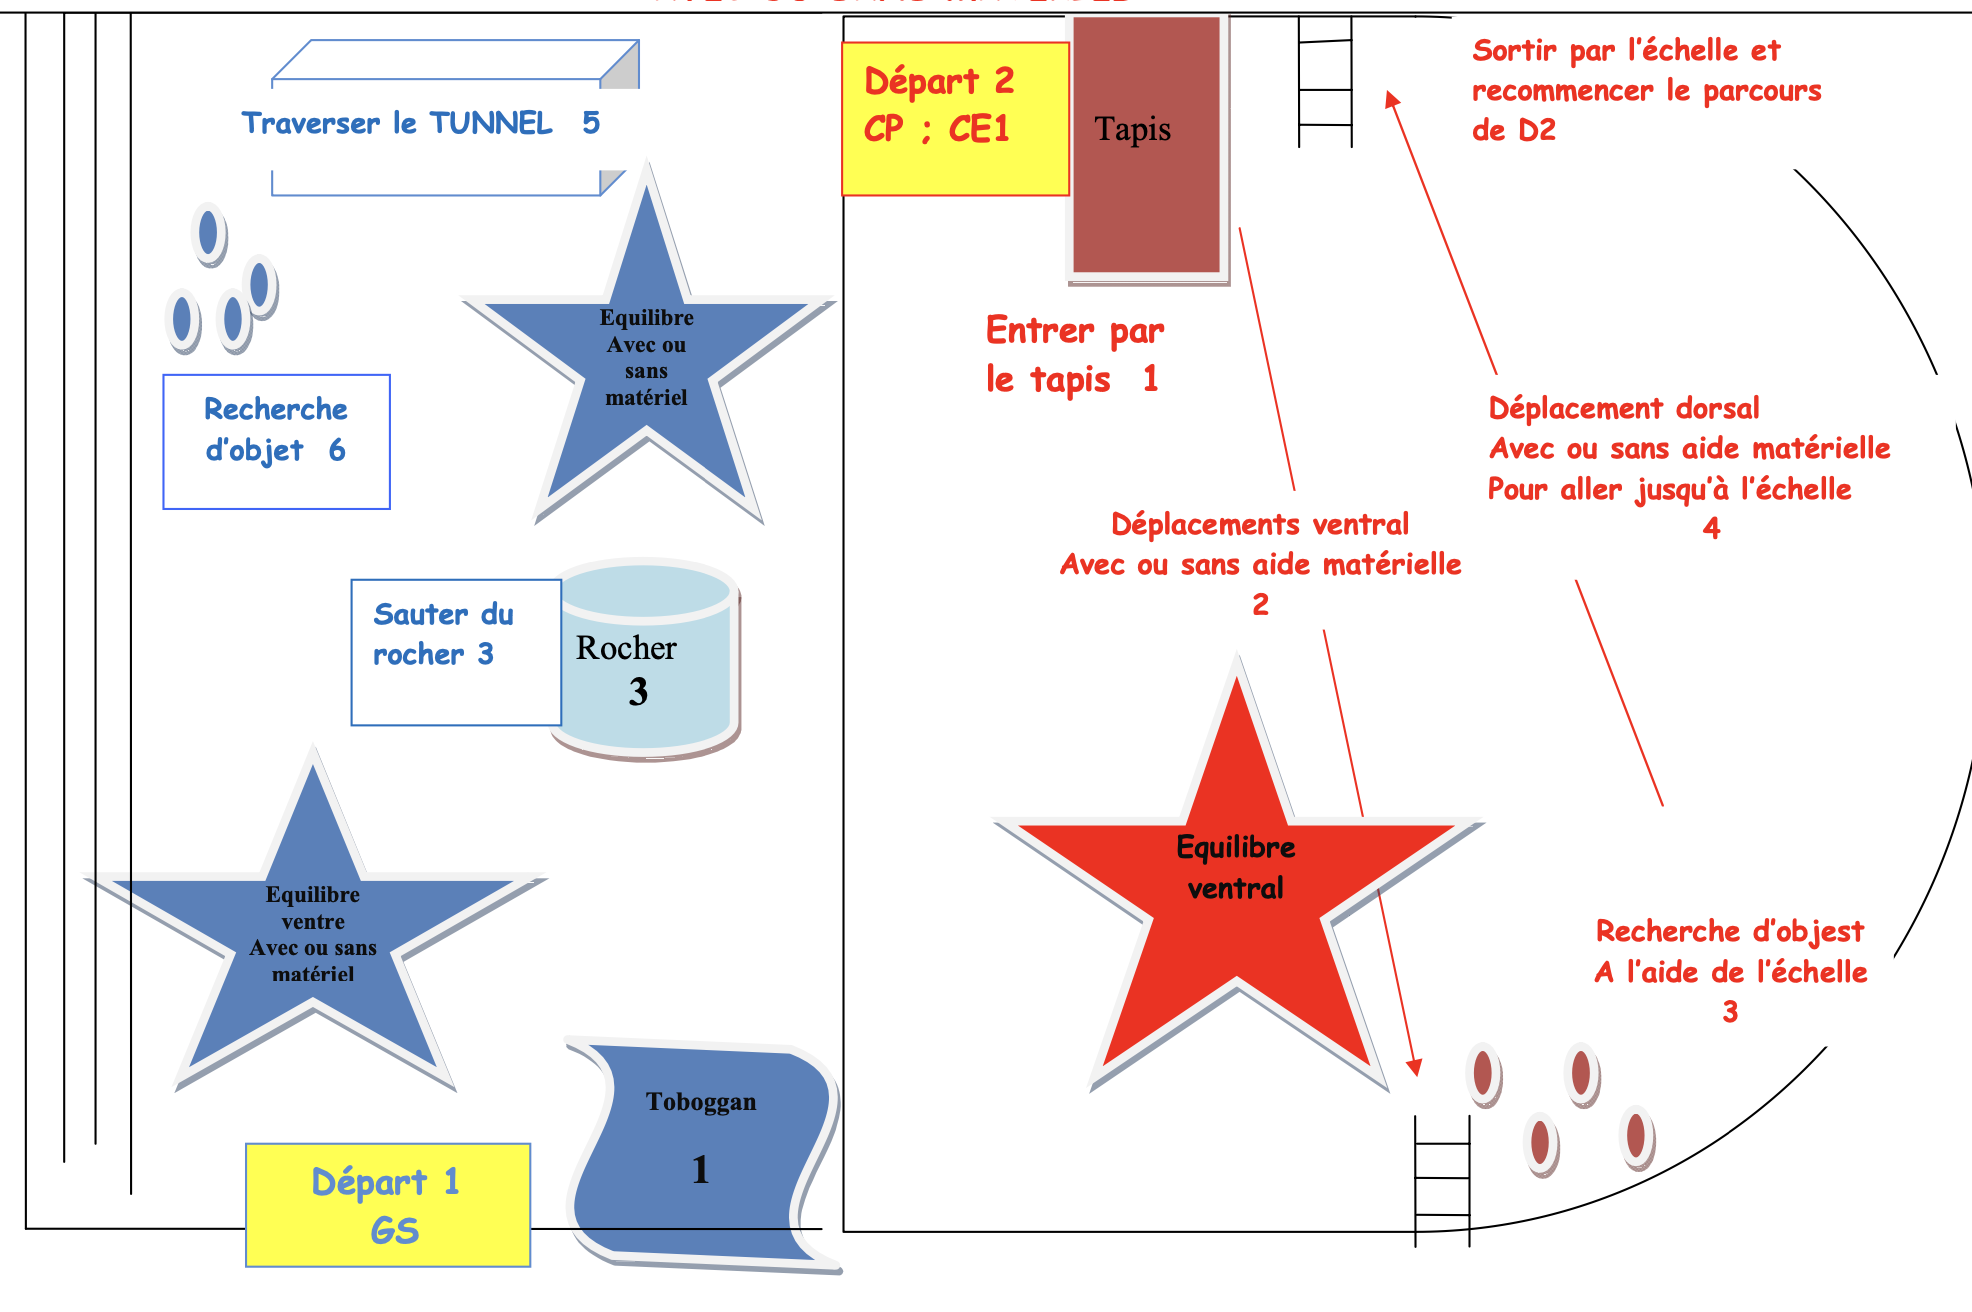 Traverser le TUNNEL  5
Recherche
d'objet  6
Equilibre
Avec ou
sans
matériel
Sauter du
rocher 3
Rocher
3
Equilibre
ventre
Avec ou sans
matériel
Toboggan
1
Départ 1
GS
Départ 2
CP ; CE1
Tapis
Sortir par l'échelle et
recommencer le parcours
de D2
Entrer par
le tapis  1
Déplacement dorsal
Avec ou sans aide matérielle
Pour aller jusqu'à l'échelle
4
Déplacements ventral
Avec ou sans aide matérielle
2
Equilibre
ventral
Recherche d'objest
A l'aide de l'échelle
3